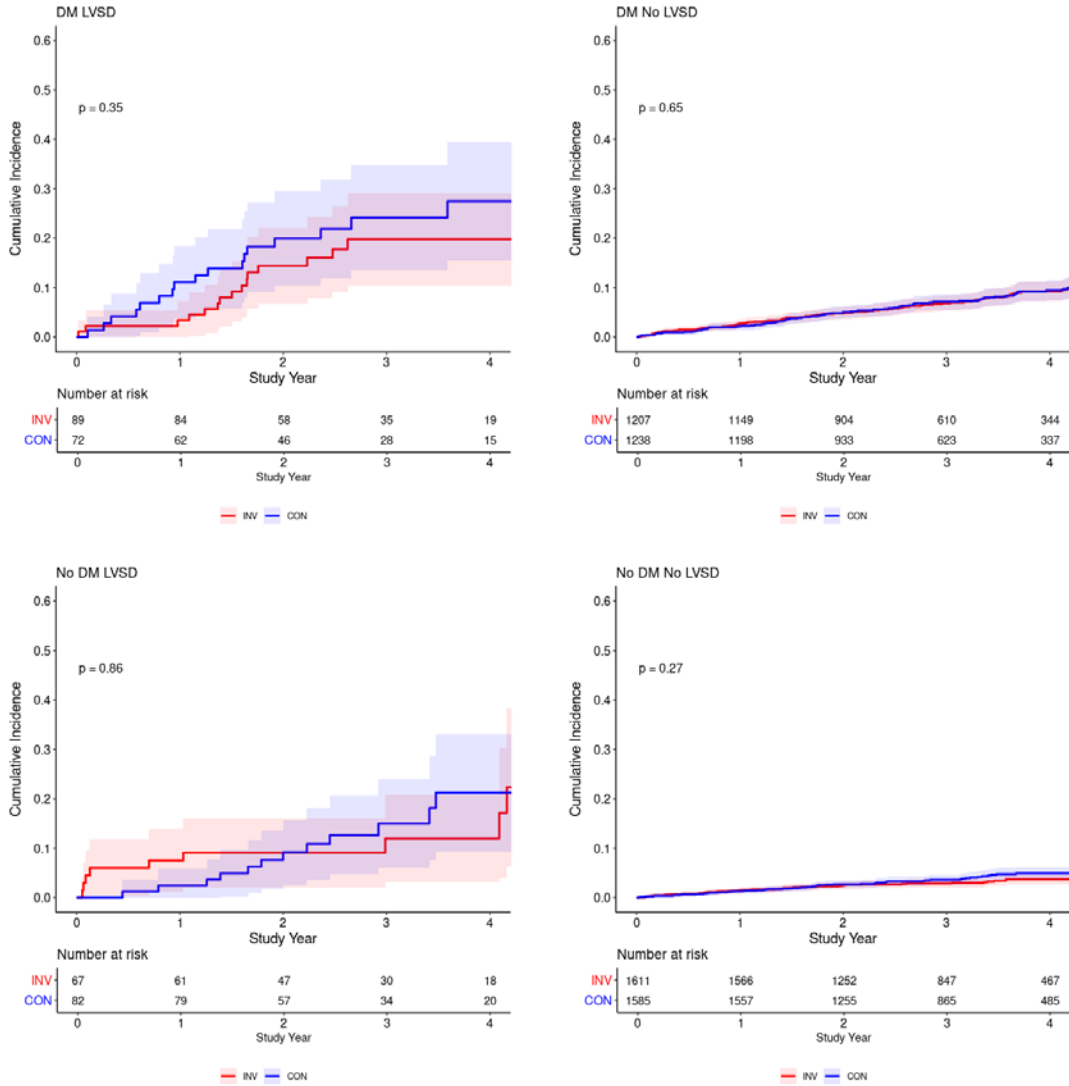 DM LVSD
0.6
0.5
p = 0.35
0.4
0.3
0.2
0.1
0.0
Cumulative Incidence
0 1 2 3 4
Study Year
Number at risk
INV 89 84 58 35 19
CON 72 62 46 28 15
0 1 2 3 4
Study Year
INV CON
DM No LVSD
0.6
0.5
p = 0.65
0.4
0.3
0.2
0.1
0.0
Cumulative Incidence
0 1 2 3 4
Study Year
Number at risk
INV 1207 1149 904 610 344
CON 1238 1198 933 623 337
0 1 2 3 4
Study Year
INV CON
No DM LVSD
0.6
0.5
p = 0.86
0.4
0.3
0.2
0.1
0.0
Cumulative Incidence
0 1 2 3 4
Study Year
Number at risk
INV 67 61 47 30 18
CON 82 79 57 34 20
0 1 2 3 4
Study Year
INV CON
No DM No LVSD
0.6
0.5
p = 0.27
0.4
0.3
0.2
0.1
0.0
Cumulative Incidence
0 1 2 3 4
Study Year
Number at risk
INV 1611 1566 1252 847 467
CON 1585 1557 1255 865 485
0 1 2 3 4
Study Year
INV CON